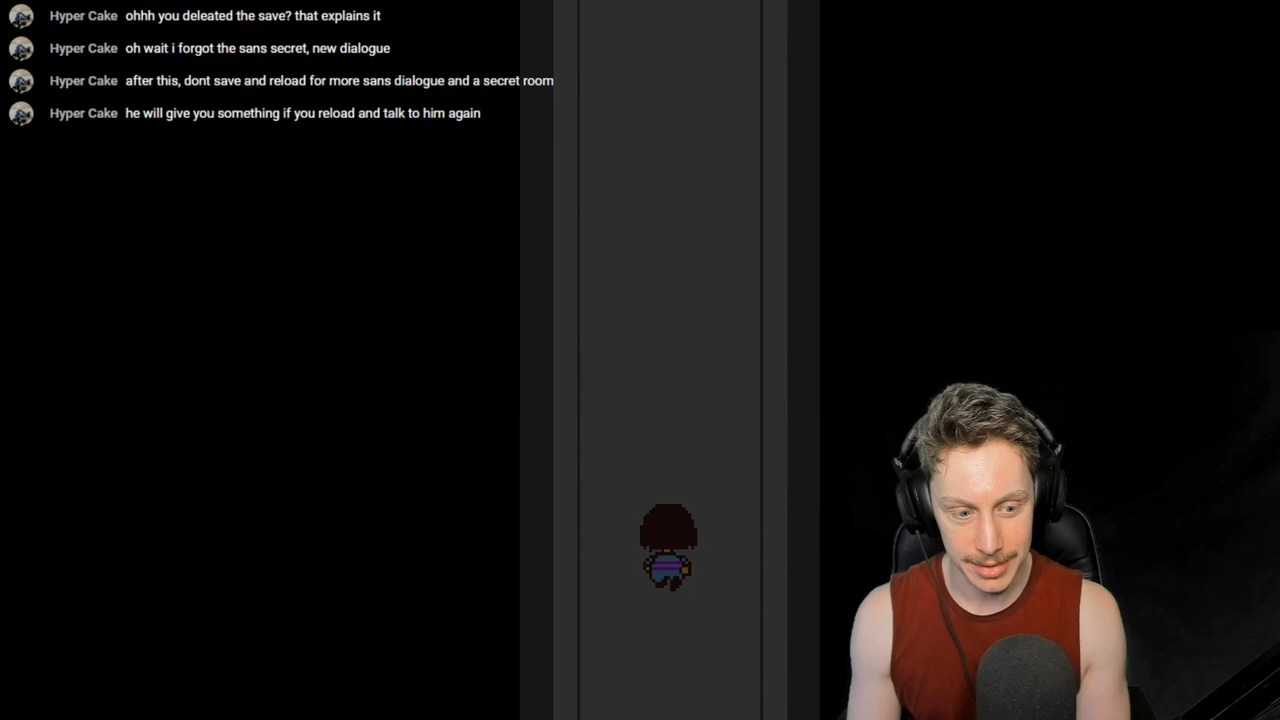 Hyper Cake ohhh you deleated the save? that explains it
Hyper Cake oh wait i forgot the sans secret, new dialogue
Hyper Cake after this, dont save and reload for more sans dialogue and a secret room
Hyper Cake he will give you something if you reload and talk to him again